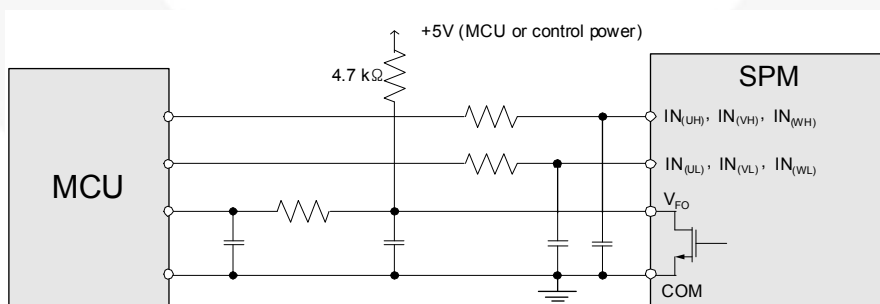 +5V (MCU or control power)
4.7 kΩ
SPM
MCU
IN(UH), IN(VH), IN(WH)
IN(UL), IN(VL), IN(WL)
VFO
COM